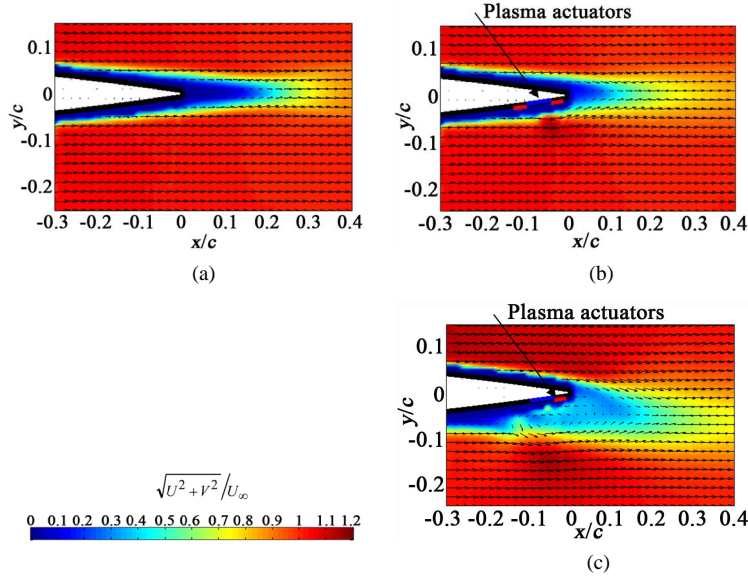 Plasma actuators
0.1
0
-0.1
-0.2
y/c
-0.3 -0.2 -0.1 0 0.1 0.2 0.3 0.4
x/c
(a)
0.1
0
-0.1
-0.2
y/c
-0.3 -0.2 -0.1 0 0.1 0.2 0.3 0.4
x/c
(b)
Plasma actuators
0.1
0
-0.1
-0.2
y/c
-0.3 -0.2 -0.1 0 0.1 0.2 0.3 0.4
x/c
(c)
√U²+V²/U∞
0 0.1 0.2 0.3 0.4 0.5 0.6 0.7 0.8 0.9 1 1.1 1.2